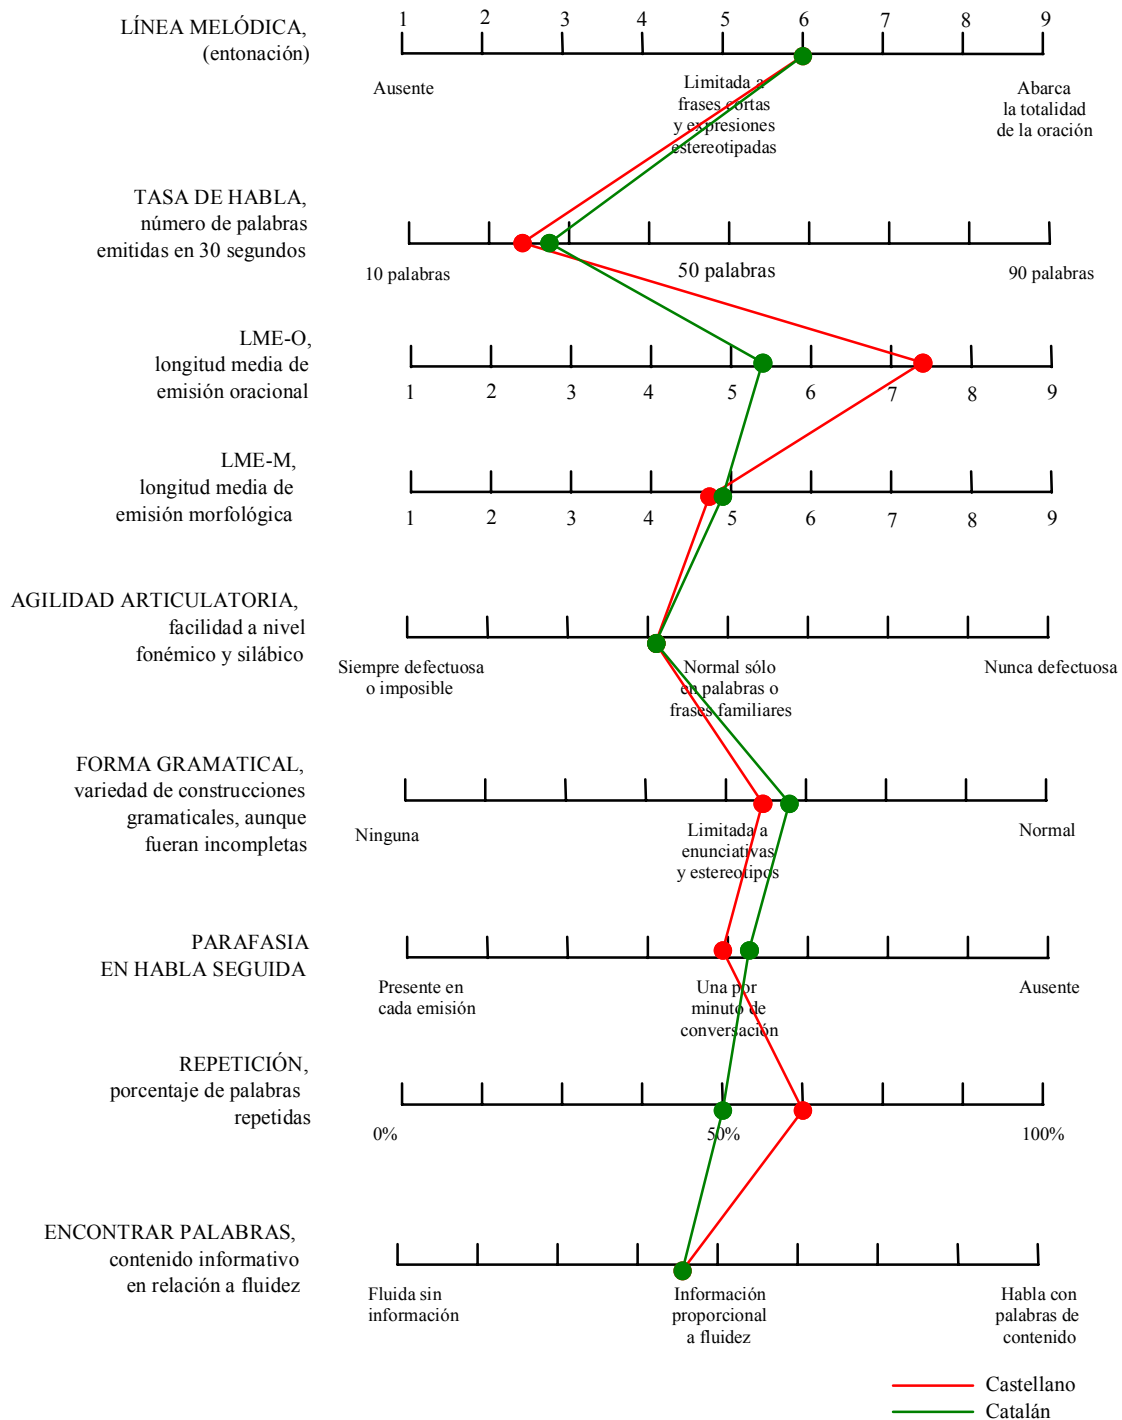 1 2 3 4 5 6 7 8 9
LÍNEA MELÓDICA,
(entonación)
Ausente
Limitada a
frases cortas
y expresiones
estereotipadas
Abarca
la totalidad
de la oración
TASA DE HABLA,
número de palabras
emitidas en 30 segundos
10 palabras
50 palabras
90 palabras
LME-O,
longitud media de
emisión oracional
1 2 3 4 5 6 7 8 9
LME-M,
longitud media de
emisión morfológica
1 2 3 4 5 6 7 8 9
AGILIDAD ARTICULATORIA,
facilidad a nivel
fonémico y silábico
Siempre defectuosa
o imposible
Normal sólo
en palabras o
frases familiares
Nunca defectuosa
FORMA GRAMATICAL,
variedad de construcciones
gramaticales, aunque
fueran incompletas
Ninguna
Limitada a
enunciativas
y estereotipos
Normal
PARAFASIA
EN HABLA SEGUIDA
Presente en
cada emisión
Una por
minuto de
conversación
Ausente
REPETICIÓN,
porcentaje de palabras
repetidas
0%
50%
100%
ENCONTRAR PALABRAS,
contenido informativo
en relación a fluidez
Fluida sin
información
Información
proporcional
a fluidez
Habla con
palabras de
contenido
Castellano
Catalán